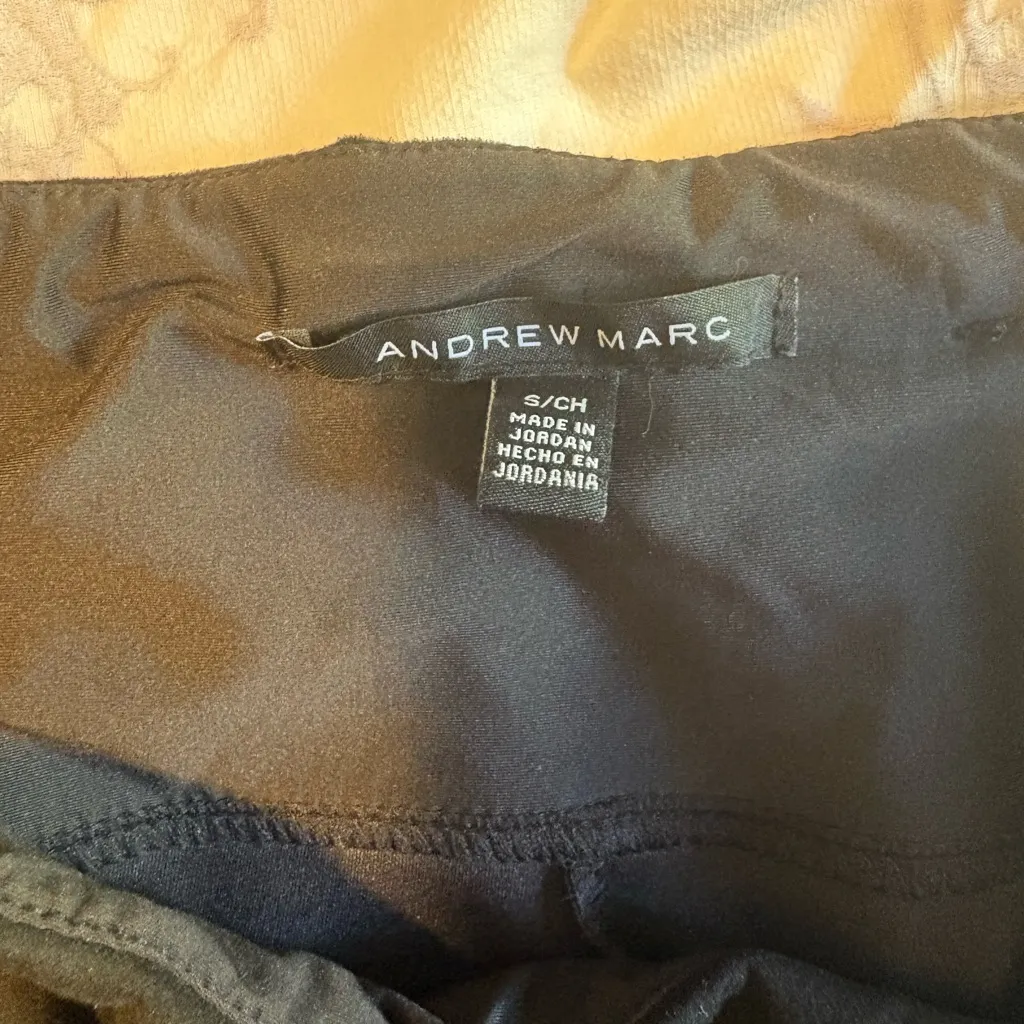 ANDREW MARC
S/CH
MADE IN
JORDAN
HECHO EN
JORDANIA